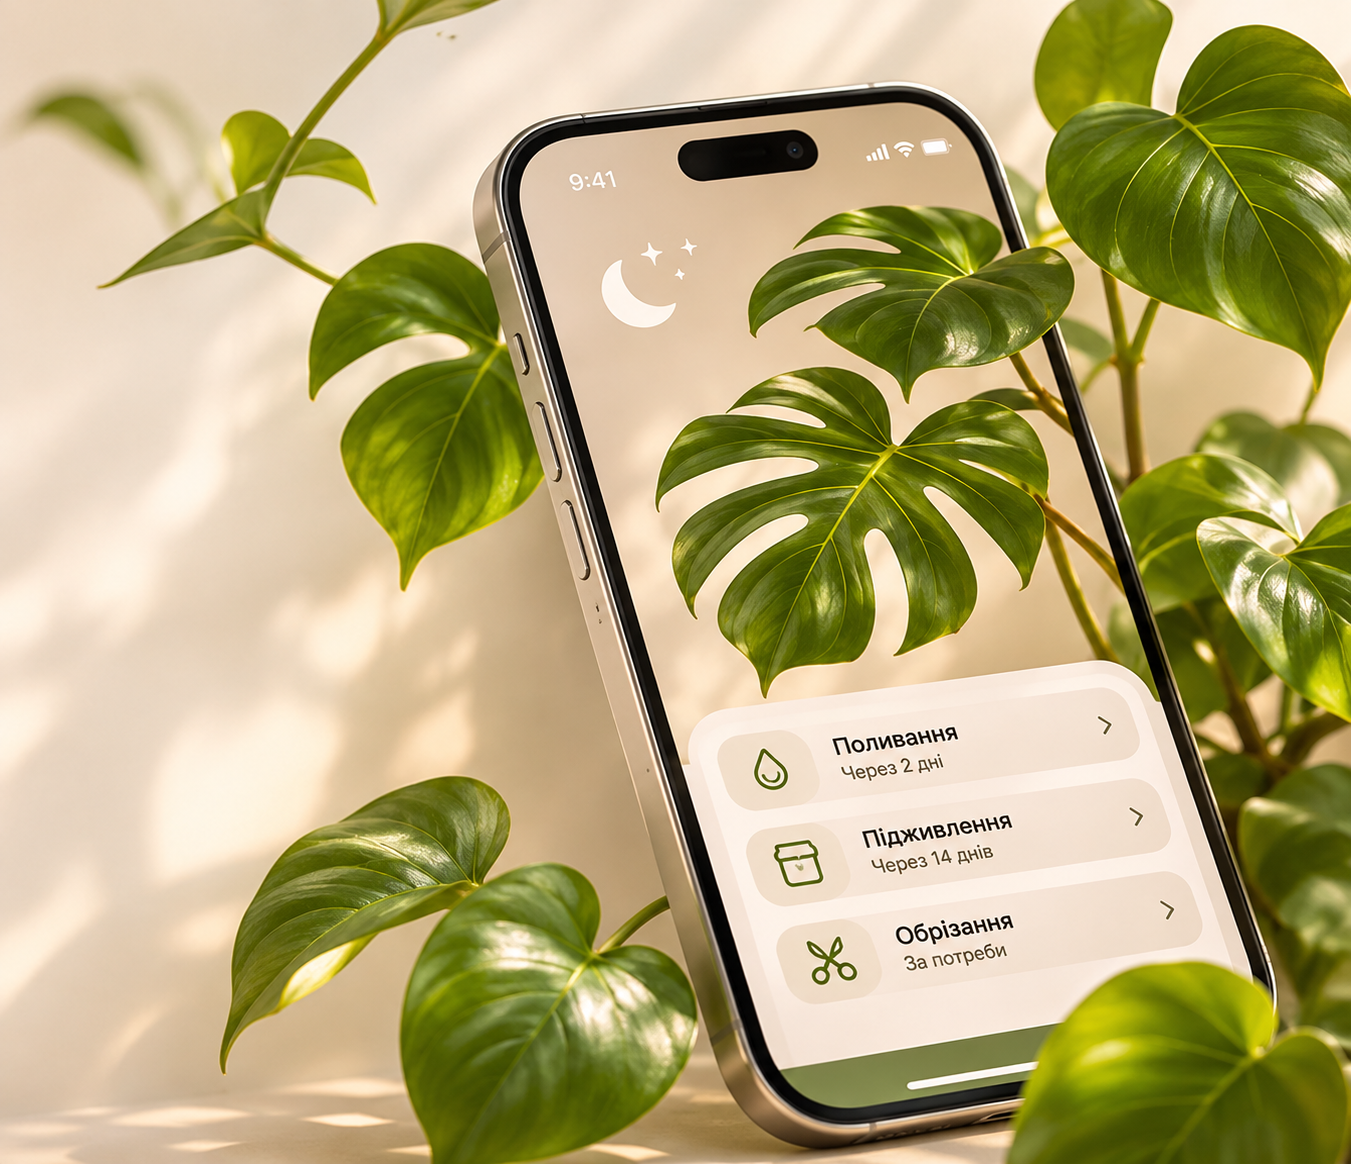 9:41
Поливання
Через 2 дні
Підживлення
Через 14 днів
Обрізання
За потреби